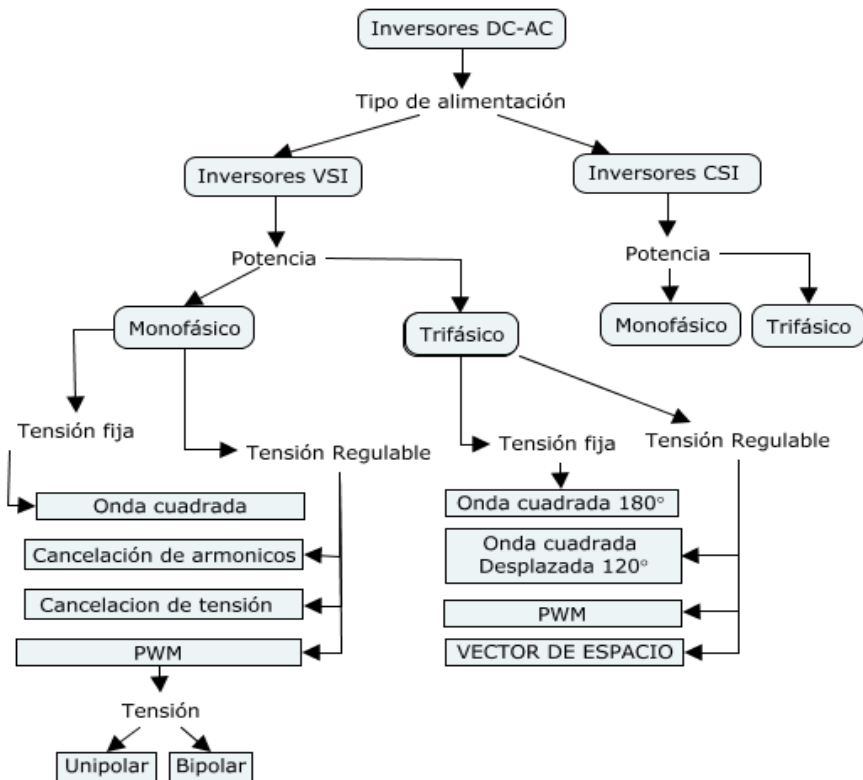 Inversores DC-AC
Tipo de alimentación
Inversores VSI
Inversores CSI
Potencia
Potencia
Monofásico
Trifásico
Monofásico
Trifásico
Tensión fija
Tensión Regulable
Tensión fija
Tensión Regulable
Onda cuadrada
Cancelación de armonicos
Cancelacion de tensión
PWM
Tensión
Unipolar
Bipolar
Onda cuadrada 180°
Onda cuadrada
Desplazada 120°
PWM
VECTOR DE ESPACIO